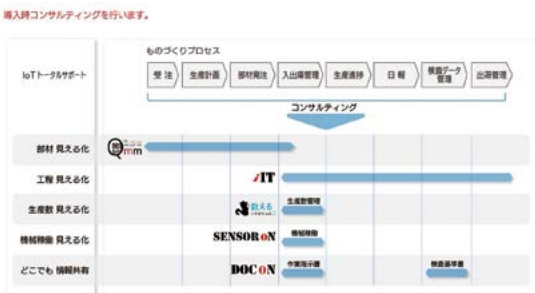 導入時コンサルティングを行います。
ものづくりプロセス
IoTトータルサポート
受 注
生産計画
部材発注
入出庫管理
生産進捗
日 報
検査データ
管理
出荷管理
コンサルティング
部材 見える化
Qmm
工程 見える化
iIT
生産数 見える化
数える
生産数管理
機械稼働 見える化
SENSORoN
機械稼働
どこでも 情報共有
DOCoN
作業指示書
検査基準書